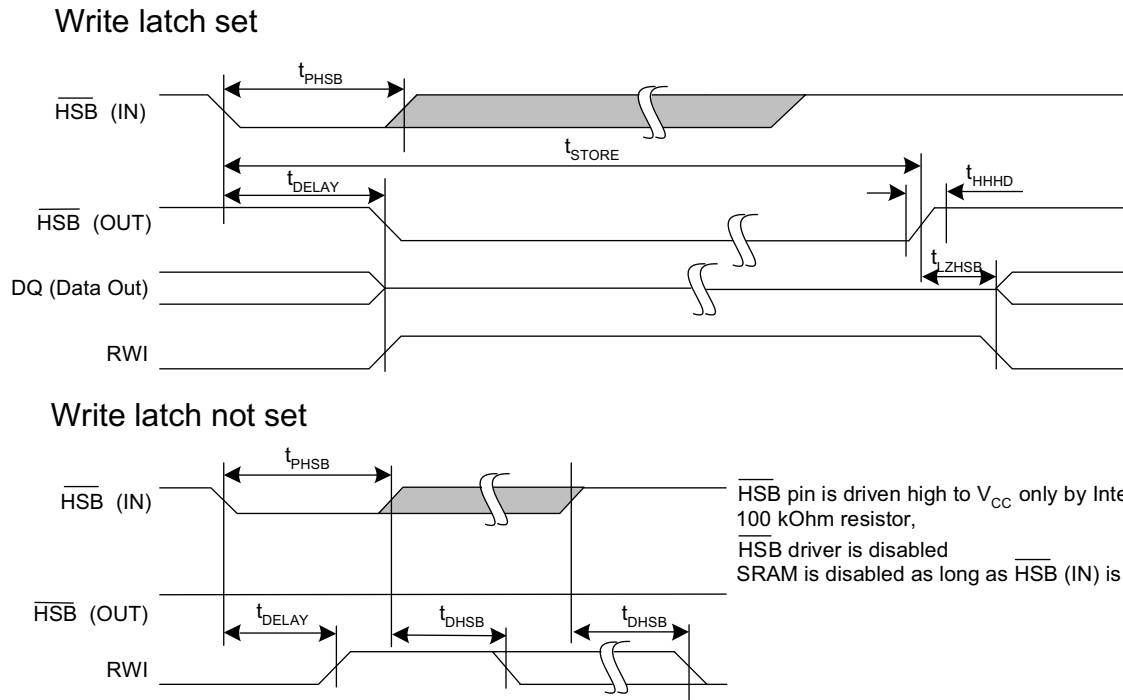 Write latch set
tPHSB
HSB (IN)
tSTORE
tDELAY
tHHHD
HSB (OUT)
tLZHSB
DQ (Data Out)
RWI
Write latch not set
tPHSB
HSB (IN)
HSB pin is driven high to VCC only by
100 kOhm resistor,
HSB driver is disabled
SRAM is disabled as long as HSB (IN) is
HSB (OUT)
tDELAY
tDHSB
tDHSB
RWI